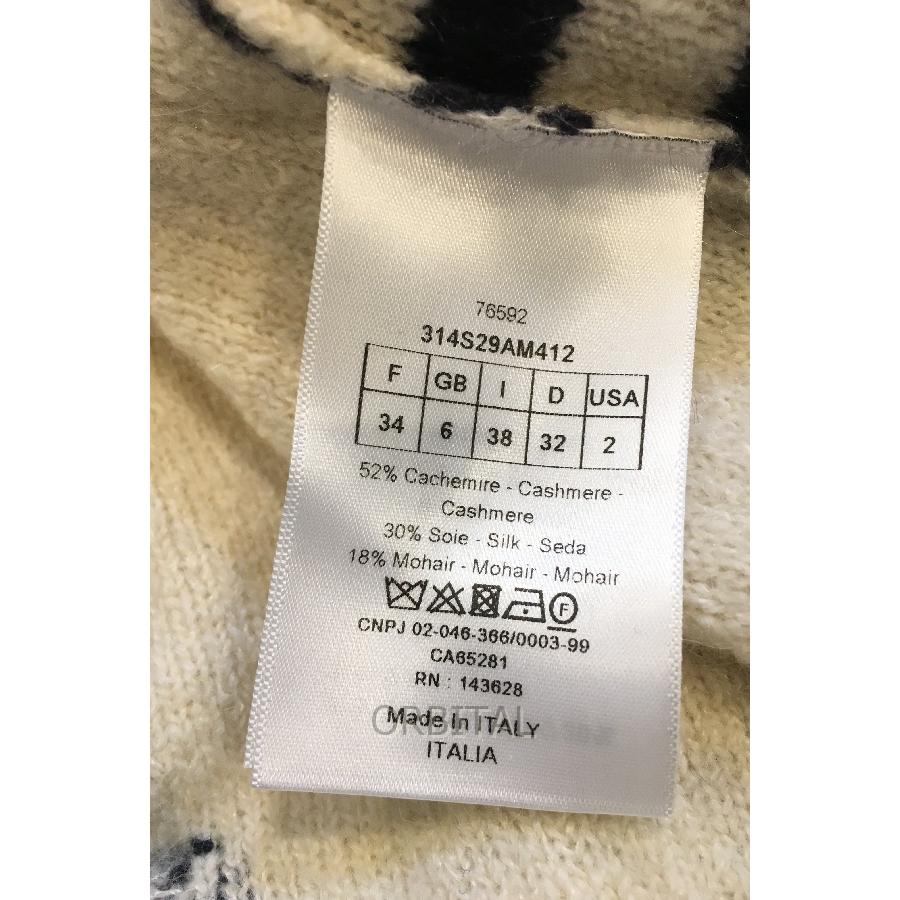 76592
314S29AM412
F GB I D USA
34 6 38 32 2
52% Cachemire - Cashmere -
Cashmere
30% Soie - Silk - Seda
18% Mohair - Mohair - Mohair
F
CNPJ 02-046-366/0003-99
CA65281
RN : 143628
ORBITAL
Made In ITALY
ITALIA